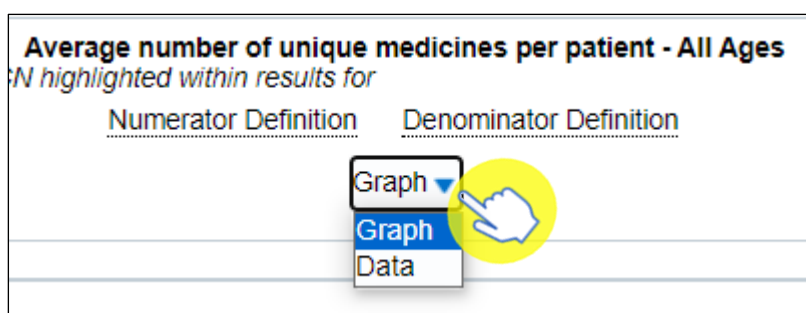 Average number of unique medicines per patient - All Ages
CN highlighted within results for
Numerator Definition Denominator Definition
Graph
Graph
Data